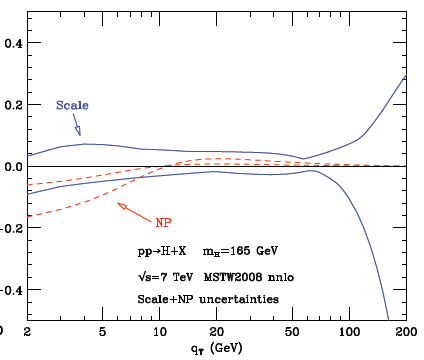 0.4
0.2
Scale
0.0
NP
-0.2
pp→H+X m_H=165 GeV
√s=7 TeV MSTW2008 nnlo
-0.4
Scale+NP uncertainties
2 5 10 20 50 100 200
q_T (GeV)